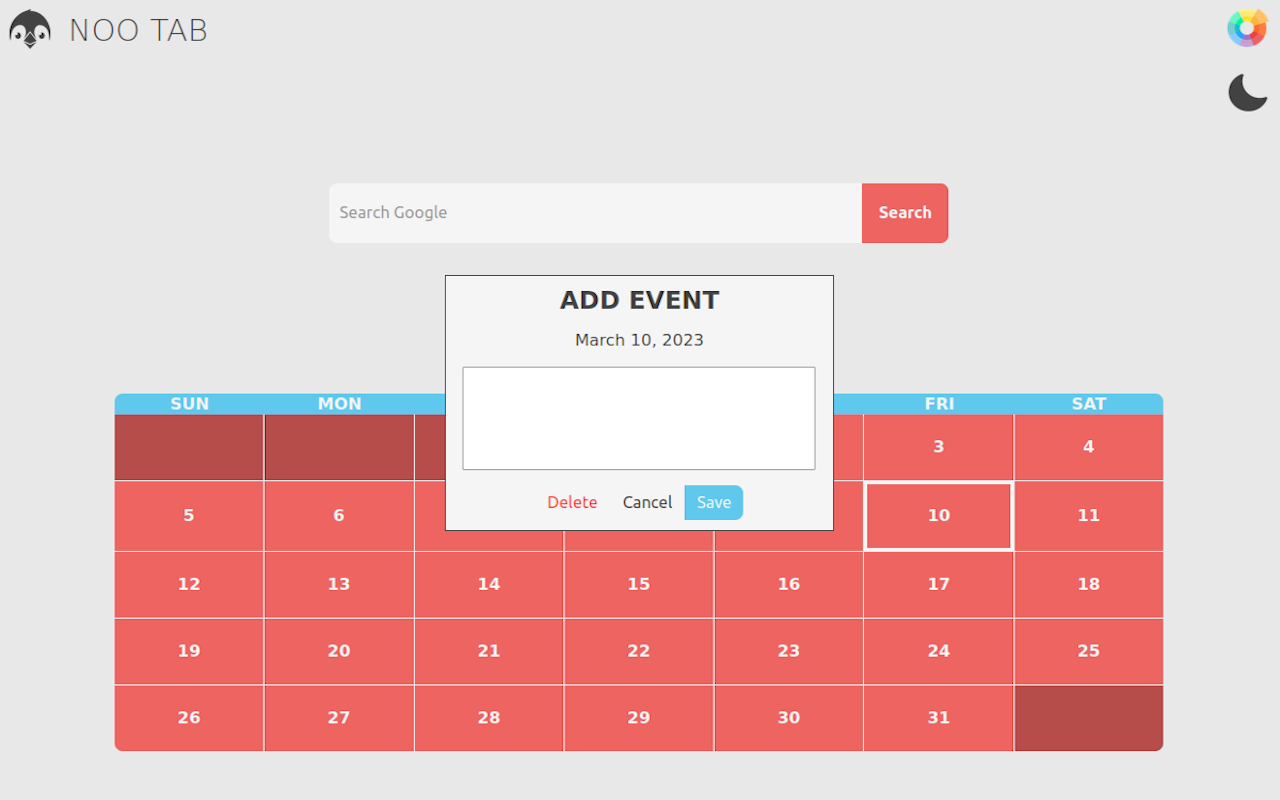 NOO TAB
Search Google
Search
ADD EVENT
March 10, 2023
Delete Cancel Save
SUN MON FRI SAT
3 4
5 6 10 11
12 13 14 15 16 17 18
19 20 21 22 23 24 25
26 27 28 29 30 31